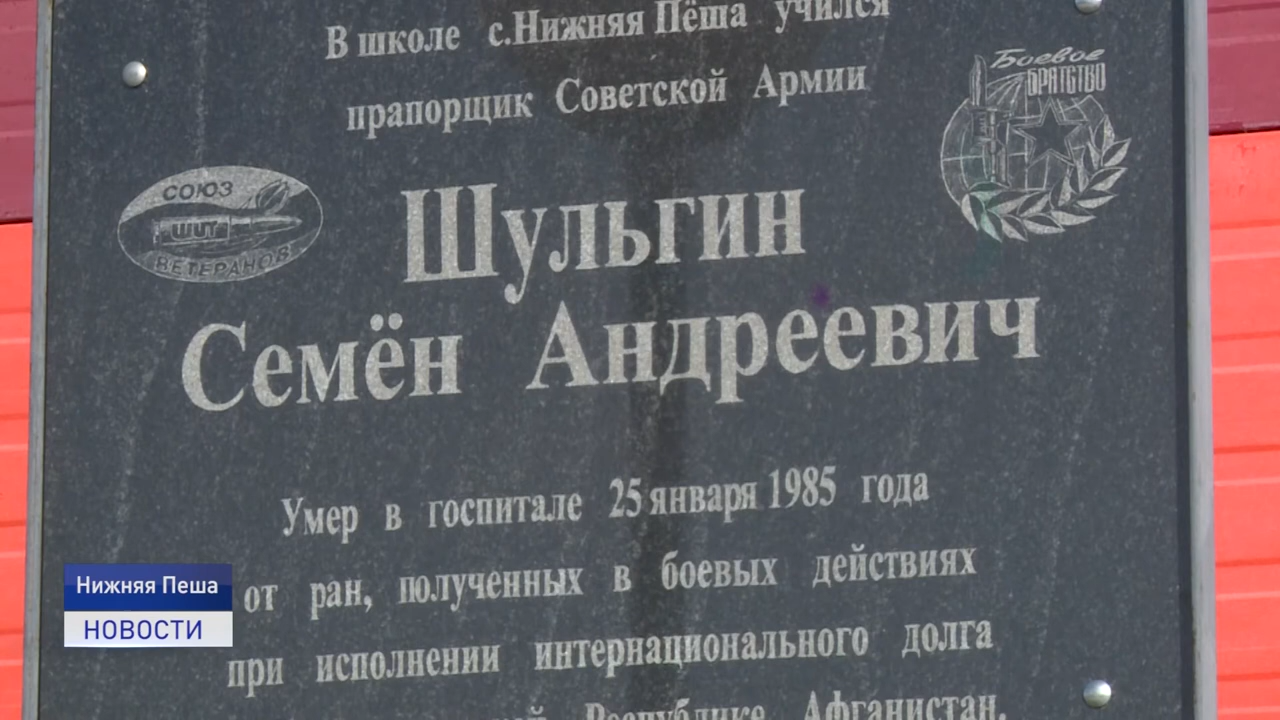 В школе с.Нижняя Пёша учился
прапорщик Советской Армии
Боевое
БРАТСТВО
СОЮЗ
ШИТ
ВЕТЕРАНОВ
Шульгин
Семён Андреевич
Умер в госпитале 25 января 1985 года
от ран, полученных в боевых действиях
при исполнении интернационального долга
Республике Афганистан.
Нижняя Пеша
НОВОСТИ